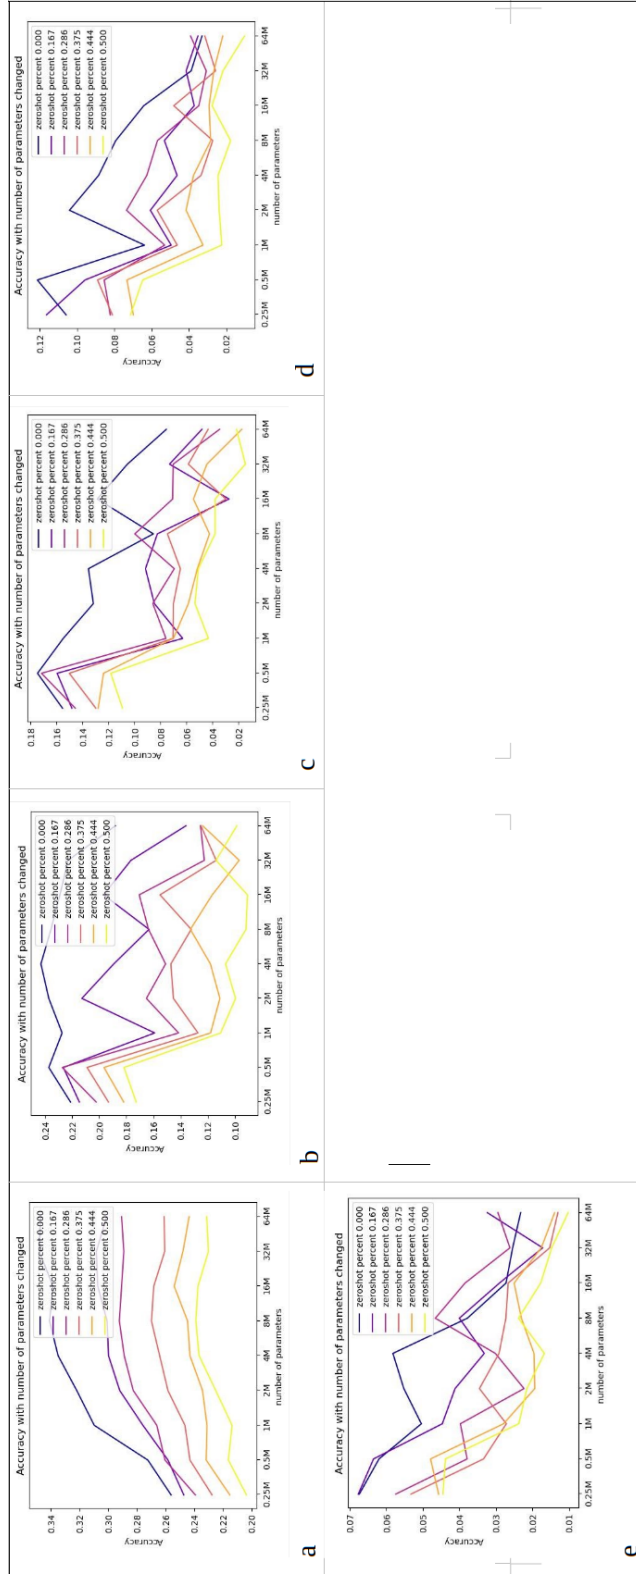 Accuracy with number of parameters changed
zeroshot percent 0.000
zeroshot percent 0.167
zeroshot percent 0.286
zeroshot percent 0.375
zeroshot percent 0.444
zeroshot percent 0.500
Accuracy
0.34
0.32
0.30
0.28
0.26
0.24
0.22
0.20
0.25M 0.5M 1M 2M 4M 8M 16M 32M 64M
number of parameters
a
Accuracy with number of parameters changed
zeroshot percent 0.000
zeroshot percent 0.167
zeroshot percent 0.286
zeroshot percent 0.375
zeroshot percent 0.444
zeroshot percent 0.500
Accuracy
0.24
0.22
0.20
0.18
0.16
0.14
0.12
0.10
0.25M 0.5M 1M 2M 4M 8M 16M 32M 64M
number of parameters
b
Accuracy with number of parameters changed
zeroshot percent 0.000
zeroshot percent 0.167
zeroshot percent 0.286
zeroshot percent 0.375
zeroshot percent 0.444
zeroshot percent 0.500
Accuracy
0.18
0.16
0.14
0.12
0.10
0.08
0.06
0.04
0.02
0.25M 0.5M 1M 2M 4M 8M 16M 32M 64M
number of parameters
c
Accuracy with number of parameters changed
zeroshot percent 0.000
zeroshot percent 0.167
zeroshot percent 0.286
zeroshot percent 0.375
zeroshot percent 0.444
zeroshot percent 0.500
Accuracy
0.12
0.10
0.08
0.06
0.04
0.02
0.25M 0.5M 1M 2M 4M 8M 16M 32M 64M
number of parameters
d
Accuracy with number of parameters changed
zeroshot percent 0.000
zeroshot percent 0.167
zeroshot percent 0.286
zeroshot percent 0.375
zeroshot percent 0.444
zeroshot percent 0.500
Accuracy
0.07
0.06
0.05
0.04
0.03
0.02
0.01
0.25M 0.5M 1M 2M 4M 8M 16M 32M 64M
number of parameters
e